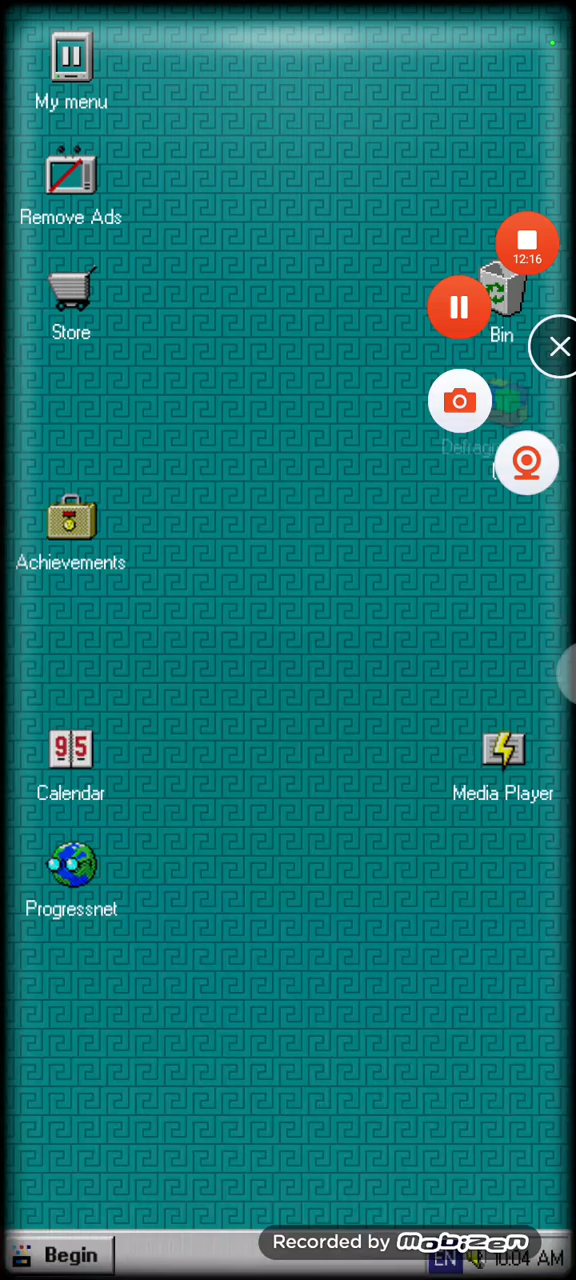 My menu
Remove Ads
12:16
Store
Bin
Achievements
95
Calendar
Media Player
Progressnet
Begin
Recorded by mobizen
EN
10:04 AM